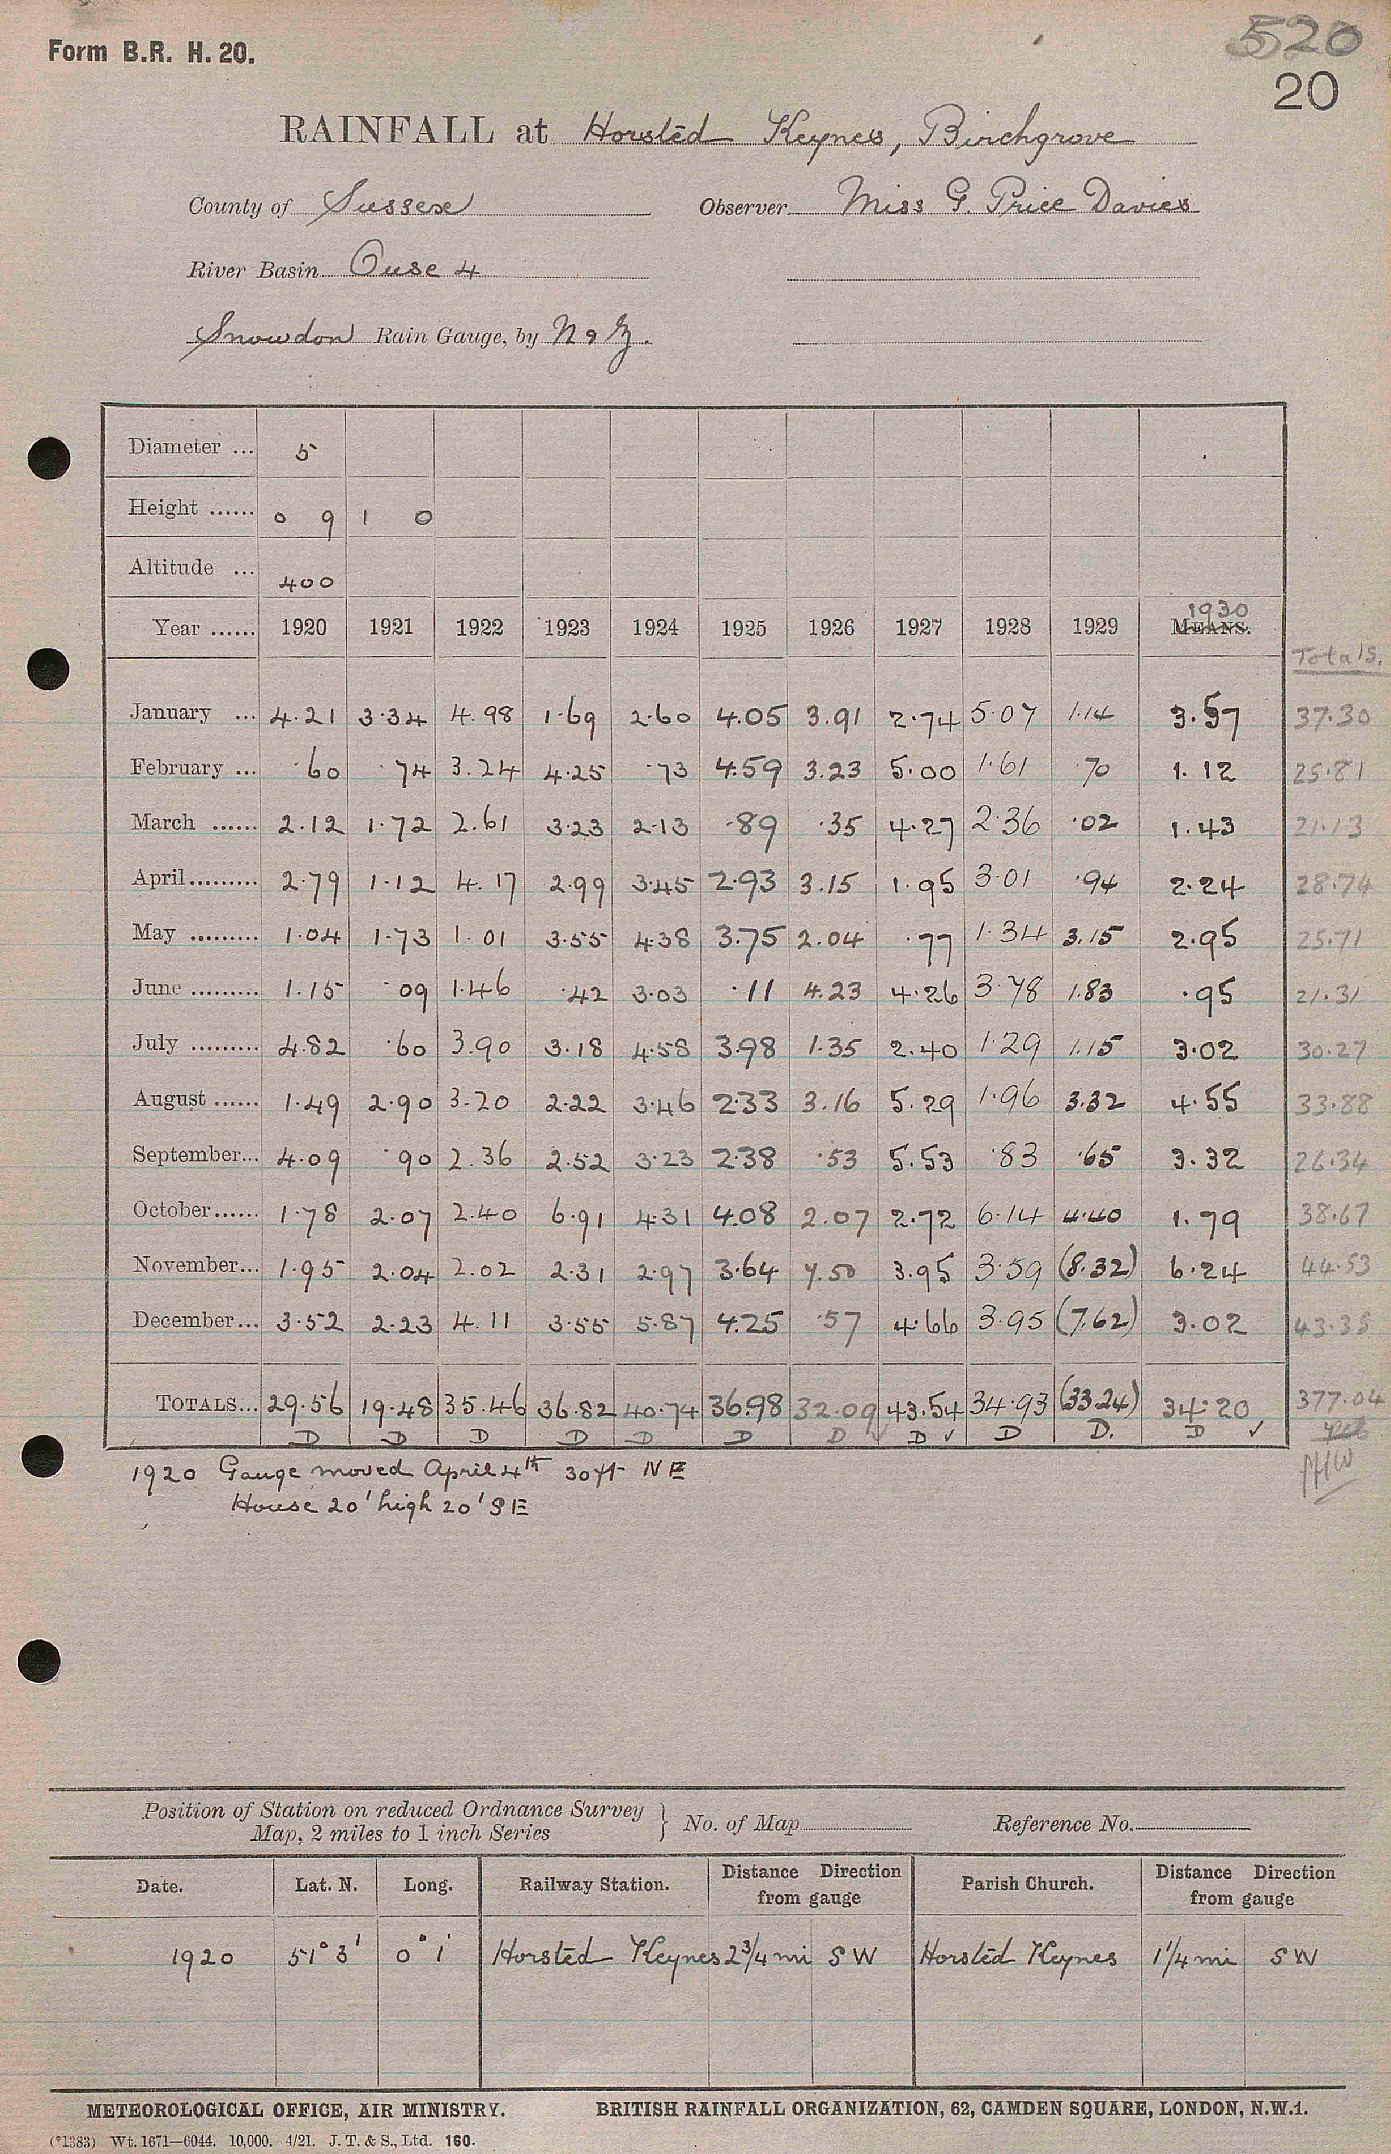 520
Form B.R. H. 20.
20
RAINFALL at Horsted Keynes, Birchgrove
County of Sussex Observer Miss G. Price Davies
River Basin Ouse 4
Snowdon Rain Gauge, by N & Z.
Diameter ... 5
Height ...... 0 9 1 0
Altitude ... 400
1930
Year ...... 1920 1921 1922 1923 1924 1925 1926 1927 1928 1929 MEANS.
Totals.
January ... 4.21 3.34 4.98 1.69 2.60 4.05 3.91 2.74 5.07 1.14 3.57 37.30
February ... .60 .74 3.24 4.25 .73 4.59 3.23 5.00 1.61 .70 1.12 25.81
March ...... 2.12 1.72 2.61 3.23 2.13 .89 .35 4.27 2.36 .02 1.43 21.13
April ......... 2.79 1.12 4.17 2.99 3.45 2.93 3.15 1.95 3.01 .94 2.24 28.74
May ......... 1.04 1.73 1.01 3.55 4.38 3.75 2.04 .77 1.34 3.15 2.95 25.71
June ......... 1.15 .09 1.46 .42 3.03 .11 4.23 4.26 3.78 1.83 .95 21.31
July ......... 4.82 .60 3.90 3.18 4.58 3.98 1.35 2.40 1.29 1.15 3.02 30.27
August ...... 1.49 2.90 3.20 2.22 3.46 2.33 3.16 5.29 1.96 3.32 4.55 33.88
September... 4.09 .90 2.36 2.52 3.23 2.38 .53 5.53 .83 .65 3.32 26.34
October...... 1.78 2.07 2.40 6.91 4.31 4.08 2.07 2.72 6.14 4.40 1.79 38.67
November... 1.95 2.04 2.02 2.31 2.97 3.64 7.50 3.95 3.59 (8.32) 6.24 44.53
December... 3.52 2.23 4.11 3.55 5.87 4.25 .57 4.66 3.95 (7.62) 3.02 43.35
TOTALS... 29.56 19.48 35.46 36.82 40.74 36.98 32.09 43.54 34.93 (33.24) 34.20 377.04
D D D D D D D ✓ D ✓ D D. D ✓
1920 Gauge moved April 4th 30 ft NE
House 20' high 20' SE
Position of Station on reduced Ordnance Survey
Map, 2 miles to 1 inch Series } No. of Map Reference No.
Date. Lat. N. Long. Railway Station. Distance Direction from gauge Parish Church. Distance Direction from gauge
1920 51° 3' 0° 1' Horsted Keynes 2 3/4 mi SW Horsted Keynes 1 1/4 mi SW
METEOROLOGICAL OFFICE, AIR MINISTRY. BRITISH RAINFALL ORGANIZATION, 62, CAMDEN SQUARE, LONDON, N.W.1.
(*1383) Wt. 1671—6044. 10,000. 4/21. J. T. & S., Ltd. 160.